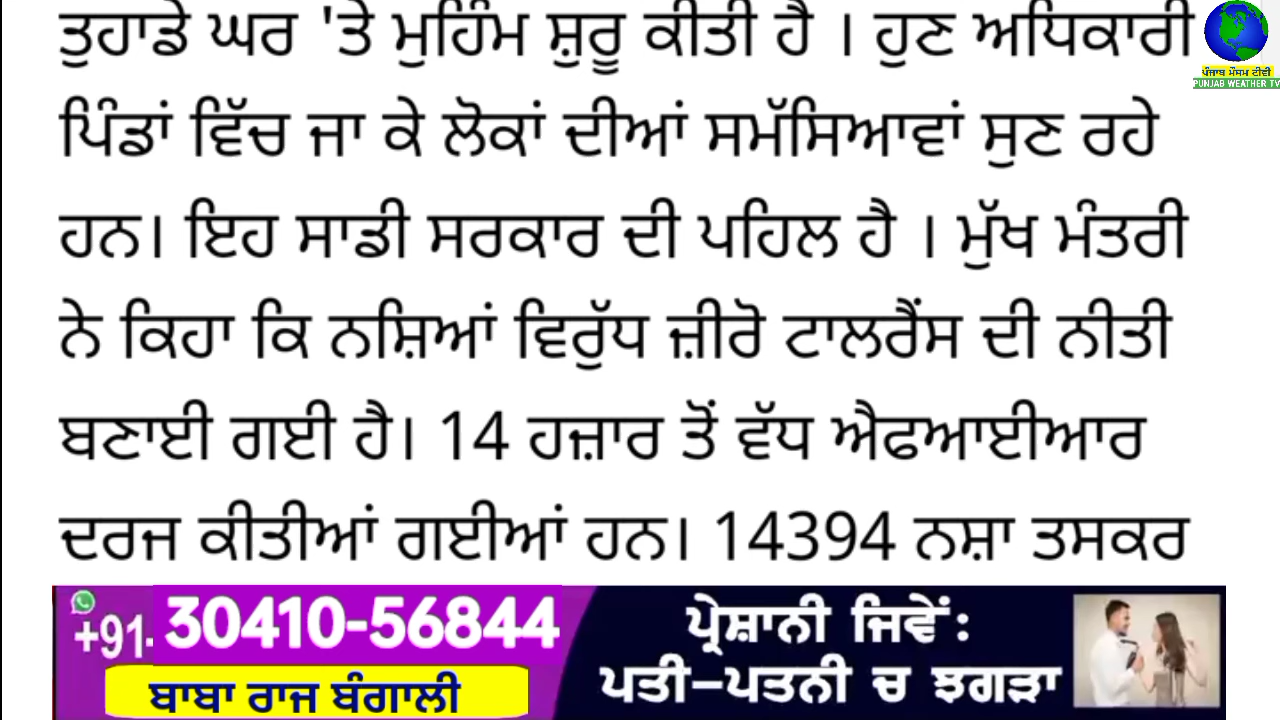 ਤੁਹਾਡੇ ਘਰ 'ਤੇ ਮੁਹਿੰਮ ਸ਼ੁਰੂ ਕੀਤੀ ਹੈ । ਹੁਣ ਅਧਿਕਾਰੀ
ਪਿੰਡਾਂ ਵਿੱਚ ਜਾ ਕੇ ਲੋਕਾਂ ਦੀਆਂ ਸਮੱਸਿਆਵਾਂ ਸੁਣ ਰਹੇ
ਹਨ। ਇਹ ਸਾਡੀ ਸਰਕਾਰ ਦੀ ਪਹਿਲ ਹੈ । ਮੁੱਖ ਮੰਤਰੀ
ਨੇ ਕਿਹਾ ਕਿ ਨਸ਼ਿਆਂ ਵਿਰੁੱਧ ਜ਼ੀਰੋ ਟਾਲਰੈਂਸ ਦੀ ਨੀਤੀ
ਬਣਾਈ ਗਈ ਹੈ। 14 ਹਜ਼ਾਰ ਤੋਂ ਵੱਧ ਐਫਆਈਆਰ
ਦਰਜ ਕੀਤੀਆਂ ਗਈਆਂ ਹਨ। 14394 ਨਸ਼ਾ ਤਸਕਰ
ਪੰਜਾਬ ਮੌਸਮ ਟੀਵੀ
PUNJAB WEATHER TV
+91. 30410-56844
ਬਾਬਾ ਰਾਜ ਬੰਗਾਲੀ
ਪ੍ਰੇਸ਼ਾਨੀ ਜਿਵੇਂ:
ਪਤੀ-ਪਤਨੀ ਚ ਝਗੜਾ